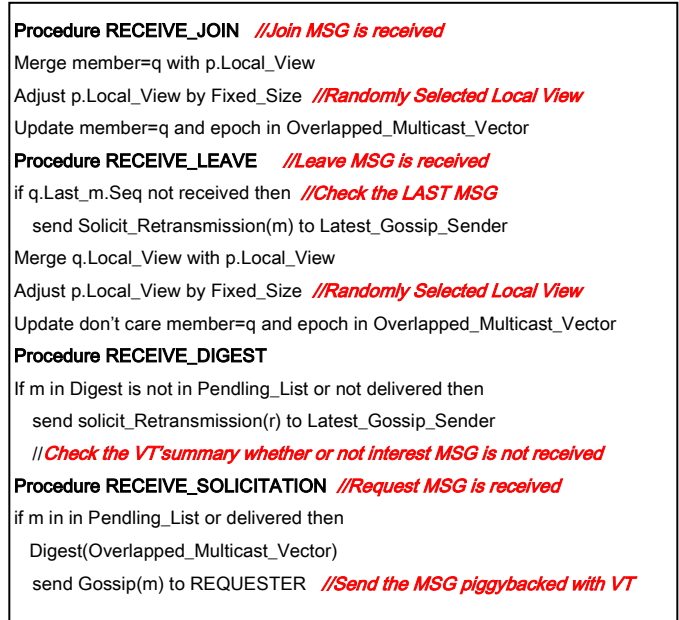 Procedure RECEIVE_JOIN //Join MSG is received
Merge member=q with p.Local_View
Adjust p.Local_View by Fixed_Size //Randomly Selected Local View
Update member=q and epoch in Overlapped_Multicast_Vector
Procedure RECEIVE_LEAVE //Leave MSG is received
if q.Last_m.Seq not received then //Check the LAST MSG
send Solicit_Retransmission(m) to Latest_Gossip_Sender
Merge q.Local_View with p.Local_View
Adjust p.Local_View by Fixed_Size //Randomly Selected Local View
Update don't care member=q and epoch in Overlapped_Multicast_Vector
Procedure RECEIVE_DIGEST
If m in Digest is not in Pendling_List or not delivered then
send solicit_Retransmission(r) to Latest_Gossip_Sender
//Check the VT'summary whether or not interest MSG is not received
Procedure RECEIVE_SOLICITATION //Request MSG is received
if m in in Pendling_List or delivered then
Digest(Overlapped_Multicast_Vector)
send Gossip(m) to REQUESTER //Send the MSG piggybacked with VT